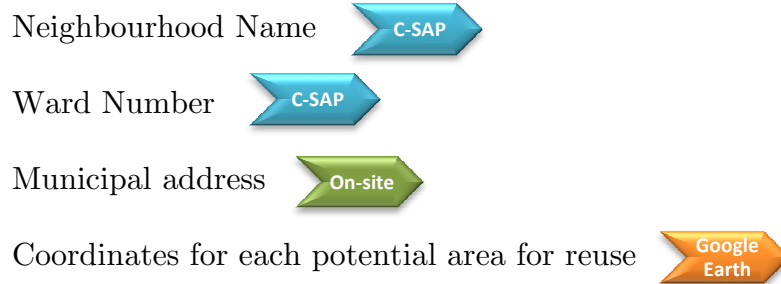 Neighbourhood Name C-SAP
Ward Number C-SAP
Municipal address On-site
Coordinates for each potential area for reuse Google Earth